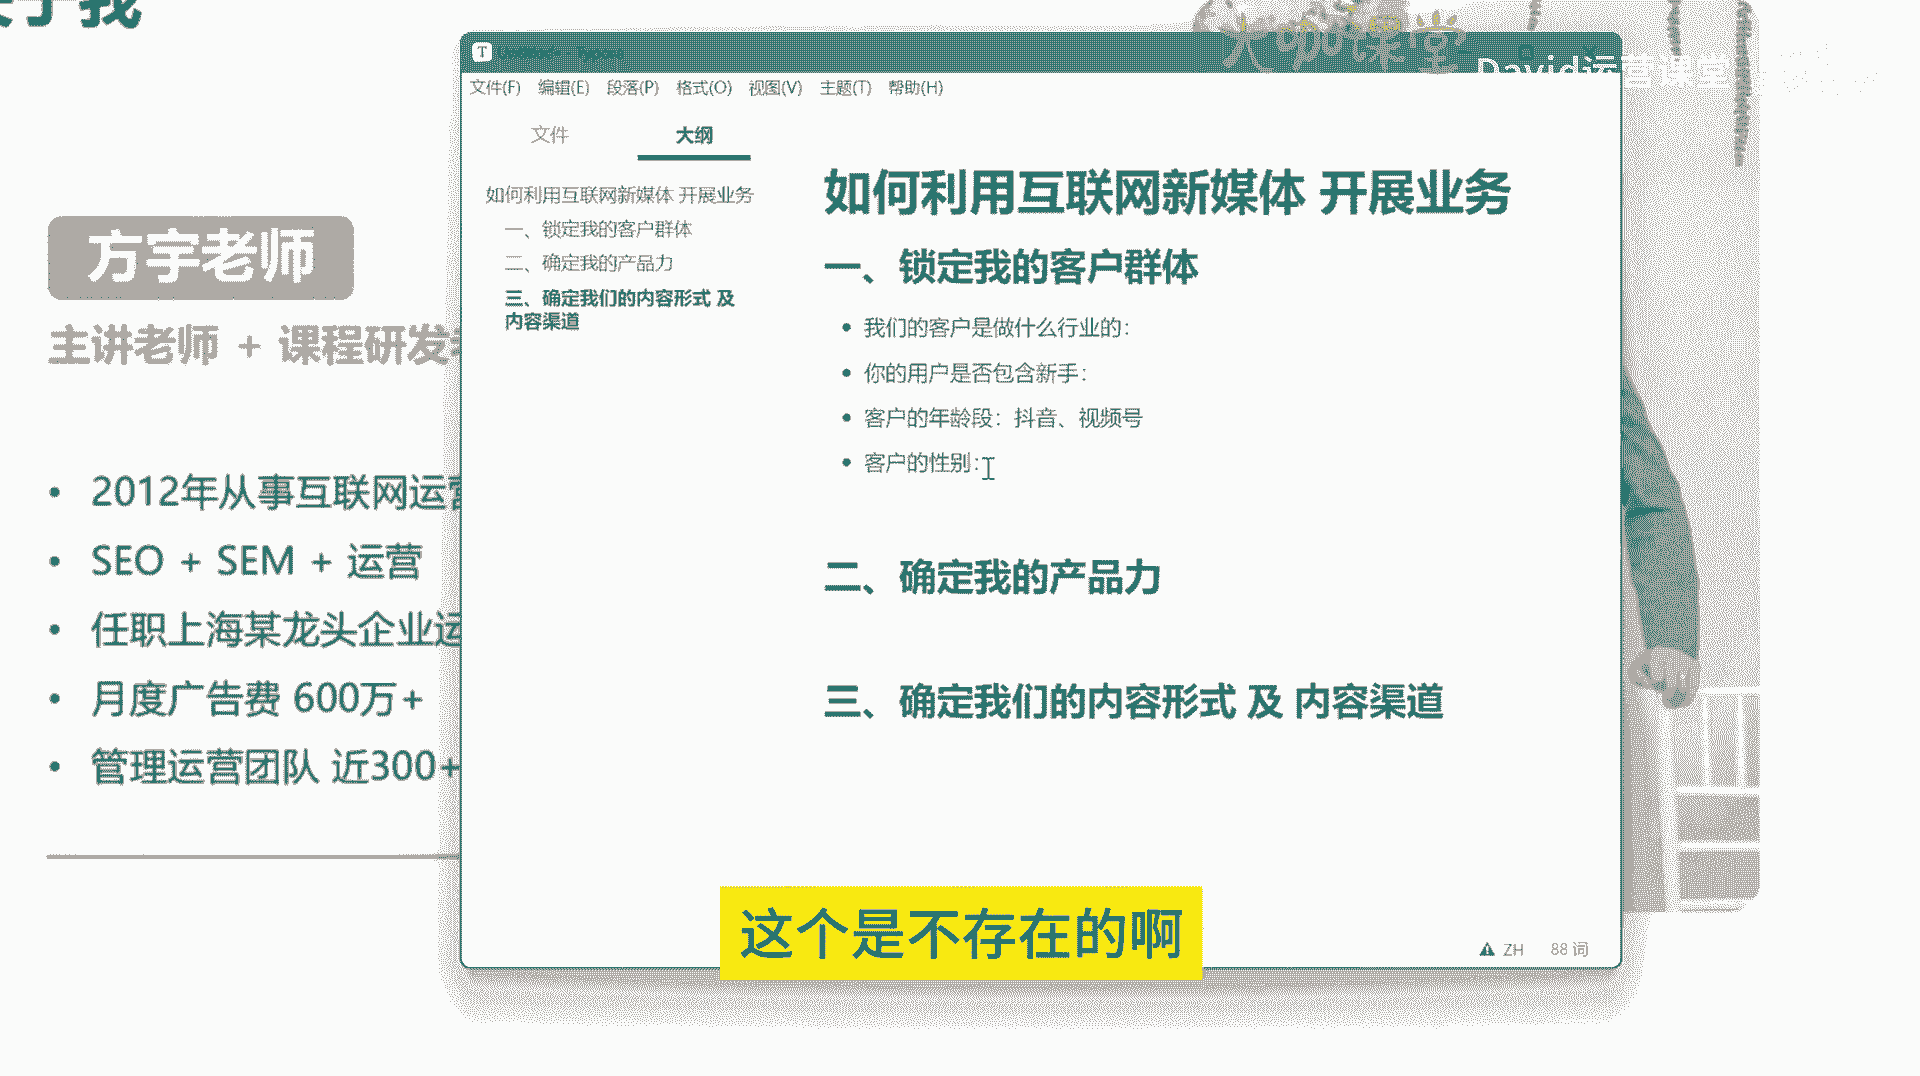 关于我
大咖课堂
David运营课堂
T
文件(F) 编辑(E) 段落(P) 格式(O) 视图(V) 主题(T) 帮助(H)
文件 大纲
如何利用互联网新媒体 开展业务
一、锁定我的客户群体
二、确定我的产品力
三、确定我们的内容形式 及
内容渠道
如何利用互联网新媒体 开展业务
一、锁定我的客户群体
• 我们的客户是做什么行业的：
• 你的用户是否包含新手：
• 客户的年龄段：抖音、视频号
• 客户的性别：
二、确定我的产品力
三、确定我们的内容形式 及 内容渠道
ZH 88 词
方宇老师
主讲老师 + 课程研发
• 2012年从事互联网运营
• SEO + SEM + 运营
• 任职上海某龙头企业运
• 月度广告费 600万+
• 管理运营团队 近300+
这个是不存在的啊